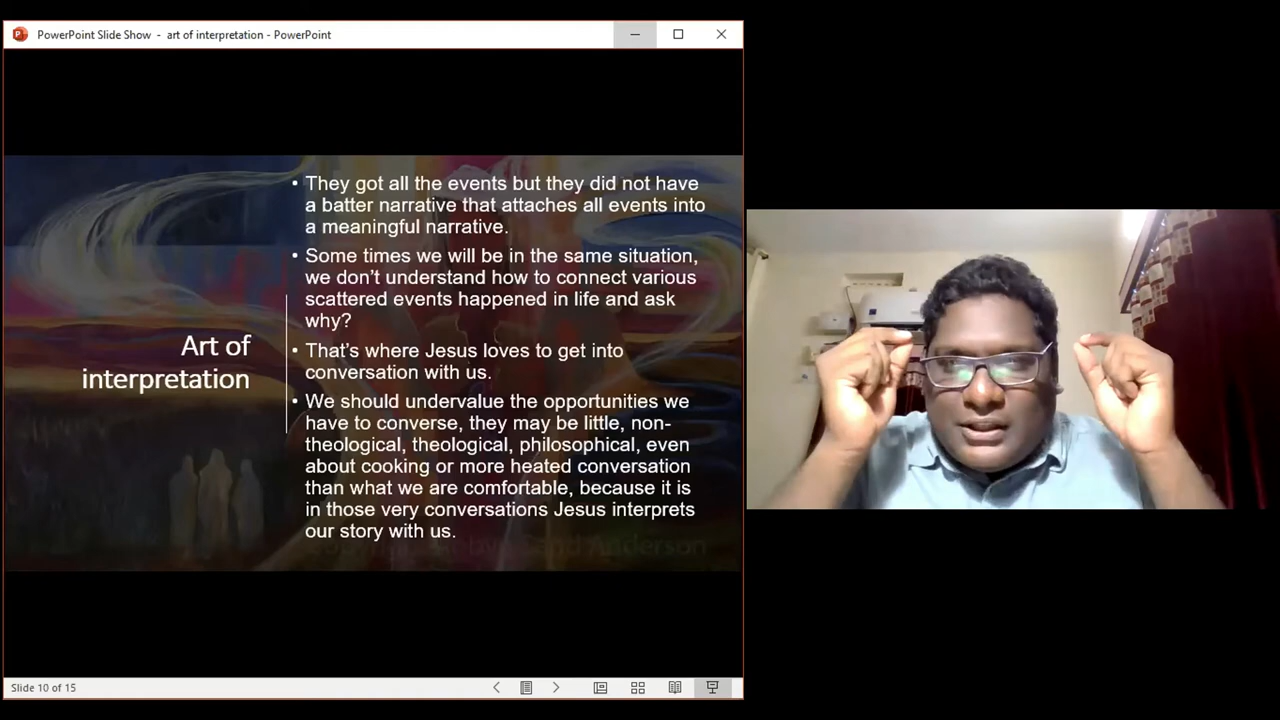 PowerPoint Slide Show - art of interpretation - PowerPoint
Art of
interpretation
• They got all the events but they did not have
a batter narrative that attaches all events into
a meaningful narrative.
• Some times we will be in the same situation,
we don't understand how to connect various
scattered events happened in life and ask
why?
• That's where Jesus loves to get into
conversation with us.
• We should undervalue the opportunities we
have to converse, they may be little, non-
theological, theological, philosophical, even
about cooking or more heated conversation
than what we are comfortable, because it is
in those very conversations Jesus interprets
our story with us.
Anderson
Slide 10 of 15